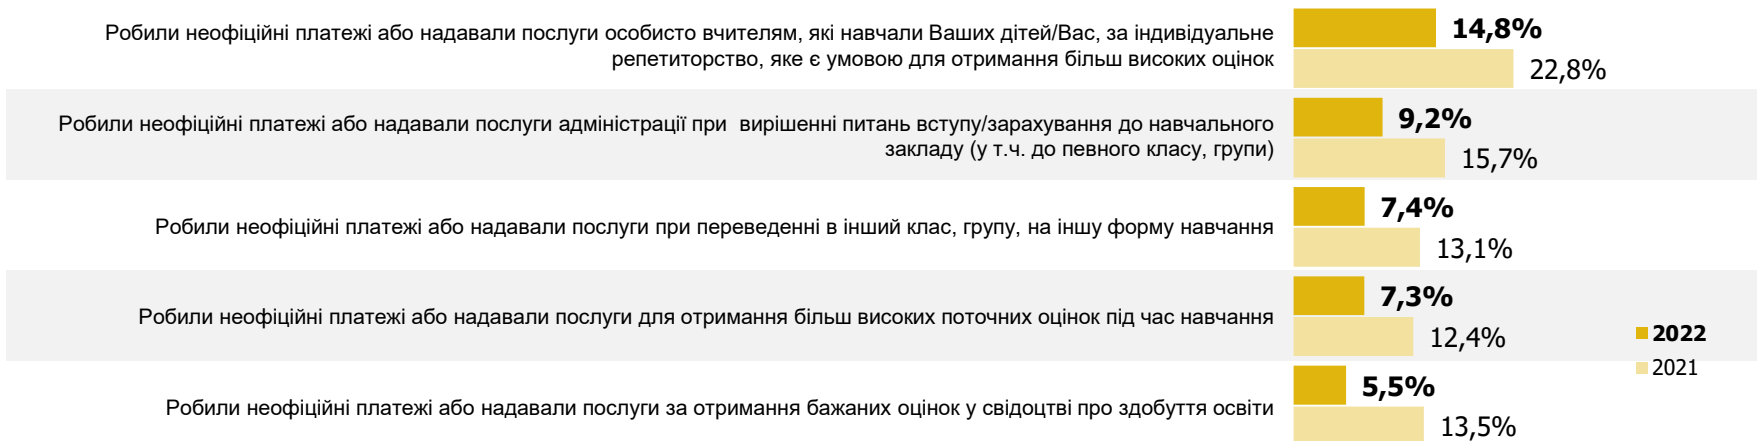 Робили неофіційні платежі або надавали послуги особисто вчителям, які навчали Ваших дітей/Вас, за індивідуальне
репетиторство, яке є умовою для отримання більш високих оцінок
14,8%
22,8%
Робили неофіційні платежі або надавали послуги адміністрації при вирішенні питань вступу/зарахування до навчального
закладу (у т.ч. до певного класу, групи)
9,2%
15,7%
Робили неофіційні платежі або надавали послуги при переведенні в інший клас, групу, на іншу форму навчання
7,4%
13,1%
Робили неофіційні платежі або надавали послуги для отримання більш високих поточних оцінок під час навчання
7,3%
12,4%
2022
2021
Робили неофіційні платежі або надавали послуги за отримання бажаних оцінок у свідоцтві про здобуття освіти
5,5%
13,5%